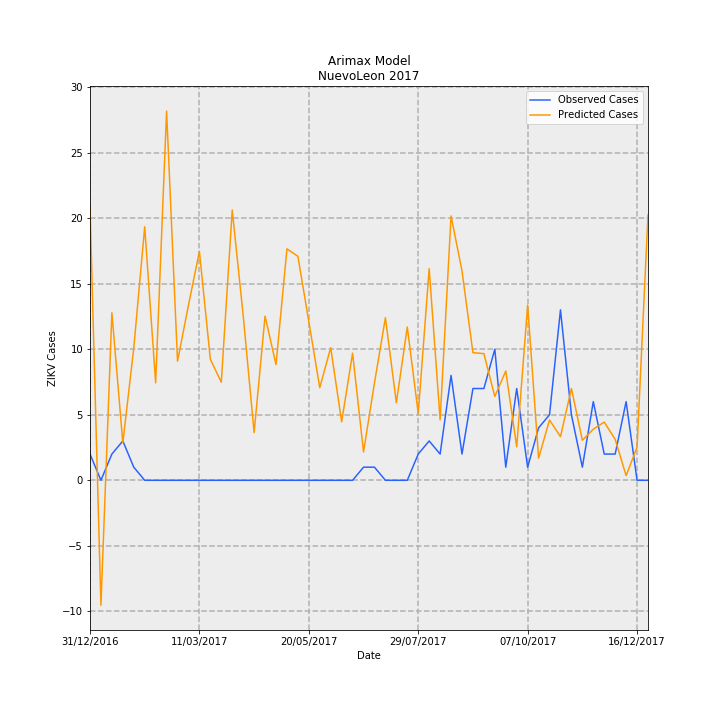 Arimax Model
NuevoLeon 2017
Observed Cases
Predicted Cases
30
25
20
15
10
5
0
−5
−10
ZIKV Cases
31/12/2016 11/03/2017 20/05/2017 29/07/2017 07/10/2017 16/12/2017
Date